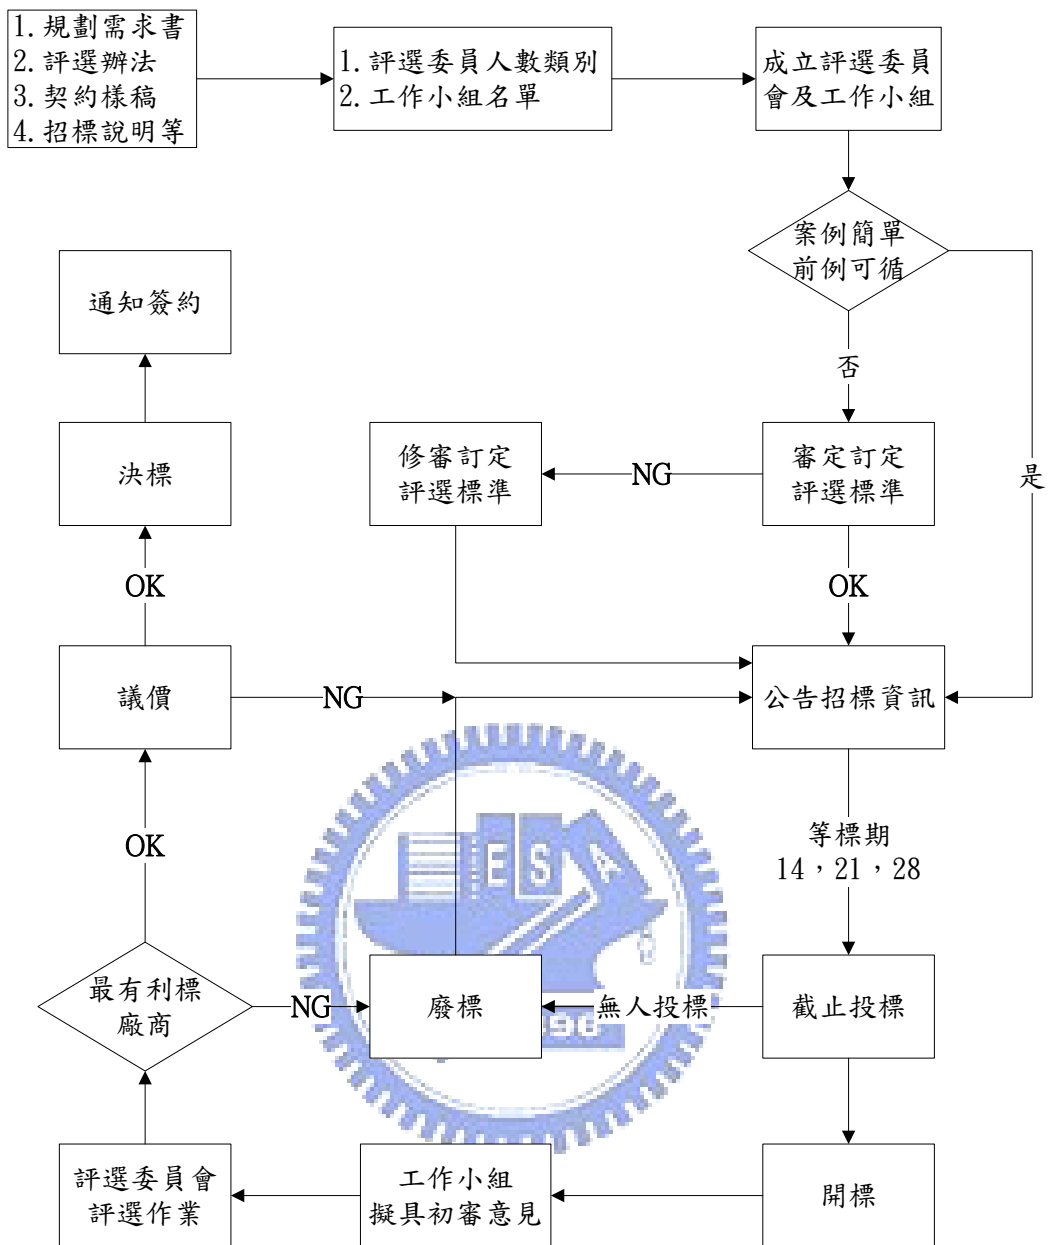 1.規劃需求書
2.評選辦法
3.契約樣稿
4.招標說明等
1.評選委員人數類別
2.工作小組名單
成立評選委員
會及工作小組
案例簡單
前例可循
是
否
審定訂定
評選標準
NG
修審訂定
評選標準
OK
公告招標資訊
等標期
14，21，28
截止投標
無人投標
廢標
開標
工作小組
擬具初審意見
評選委員會
評選作業
最有利標
廠商
NG
OK
議價
NG
OK
決標
通知簽約
E S A
896